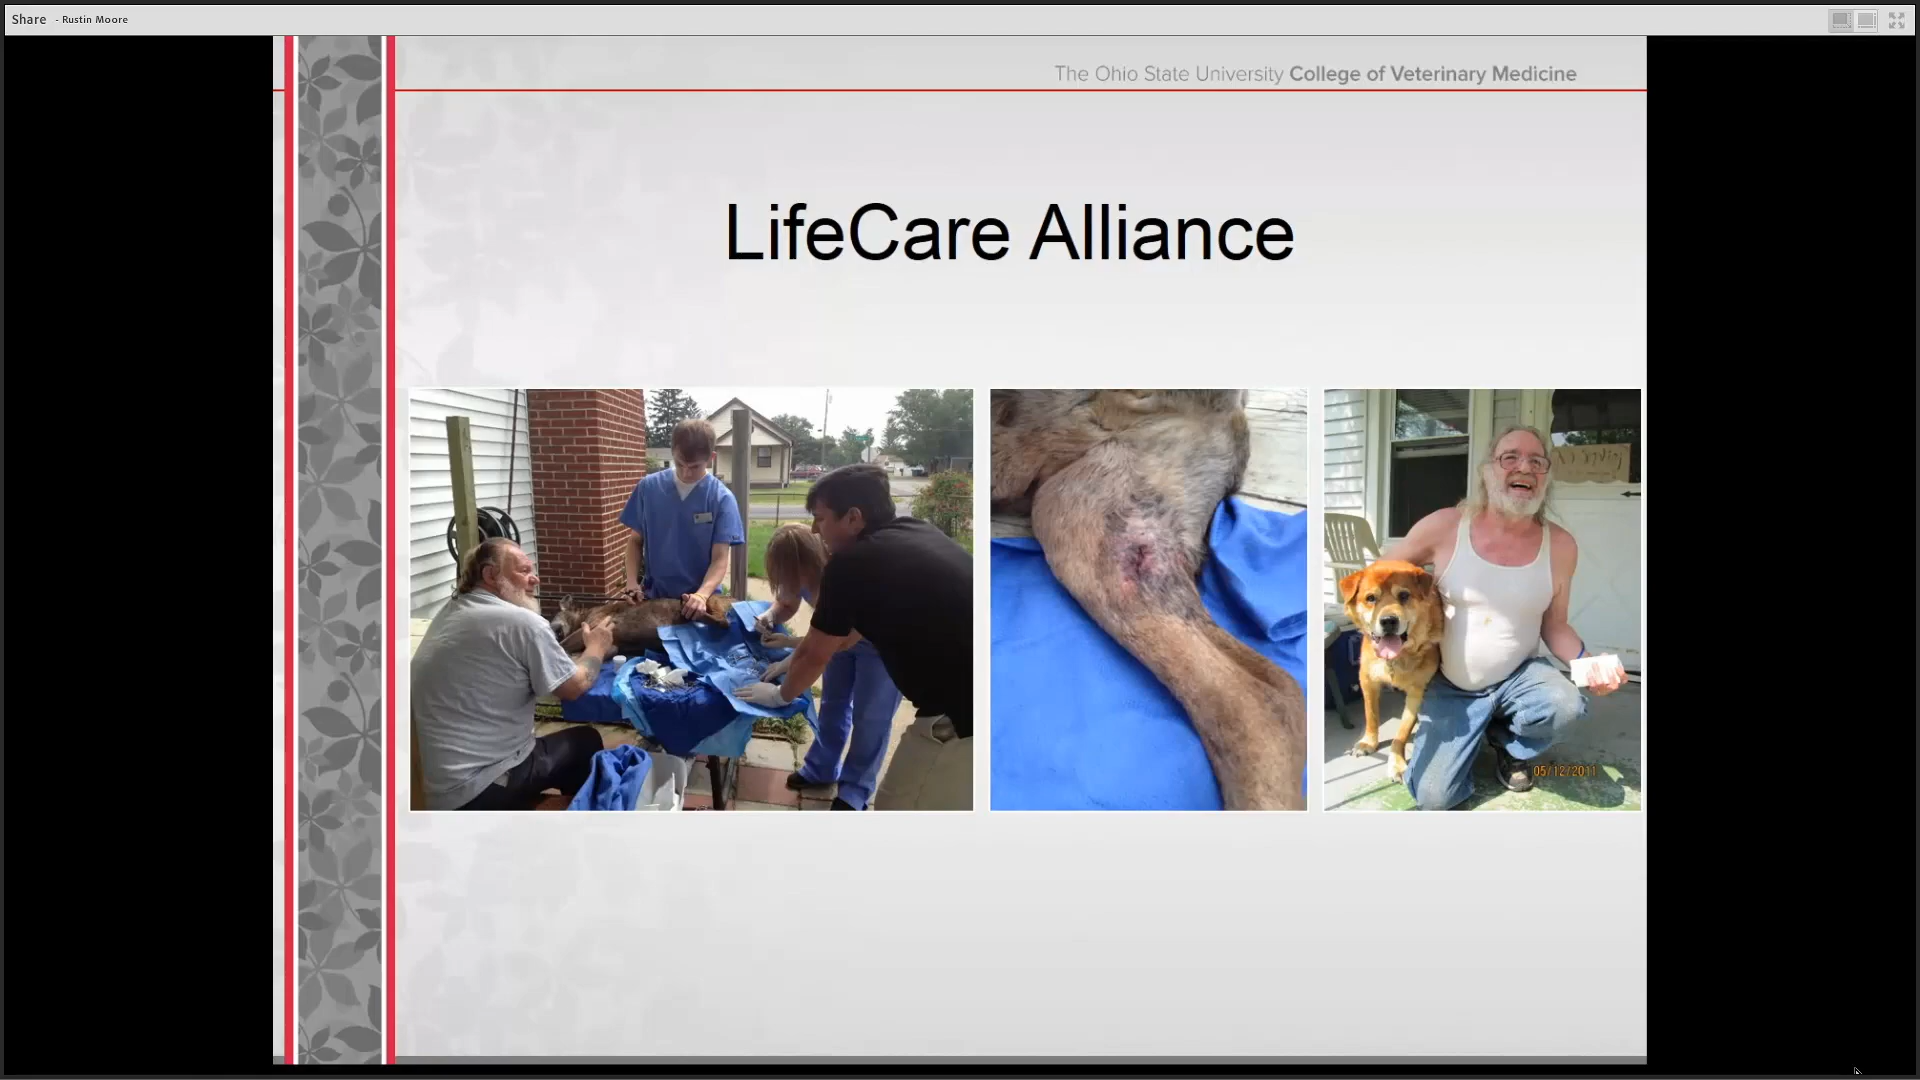 Share - Rustin Moore
The Ohio State University College of Veterinary Medicine
LifeCare Alliance
05/12/2011